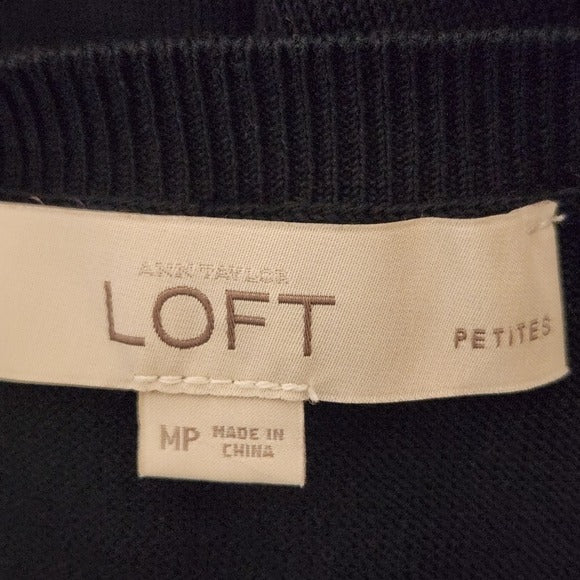 ANN TAYLOR
LOFT
PETITES
MP
MADE IN
CHINA